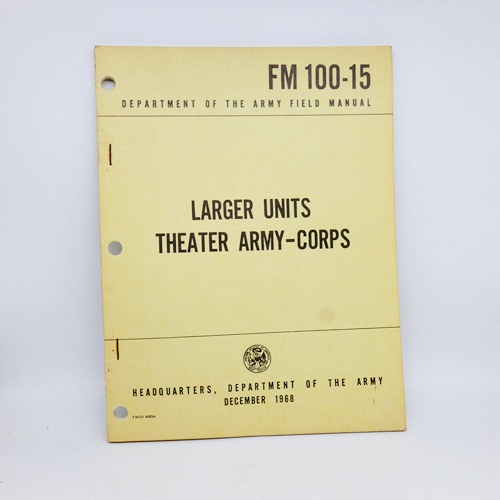 FM 100-15
DEPARTMENT OF THE ARMY FIELD MANUAL
LARGER UNITS
THEATER ARMY-CORPS
HEADQUARTERS, DEPARTMENT OF THE ARMY
DECEMBER 1968